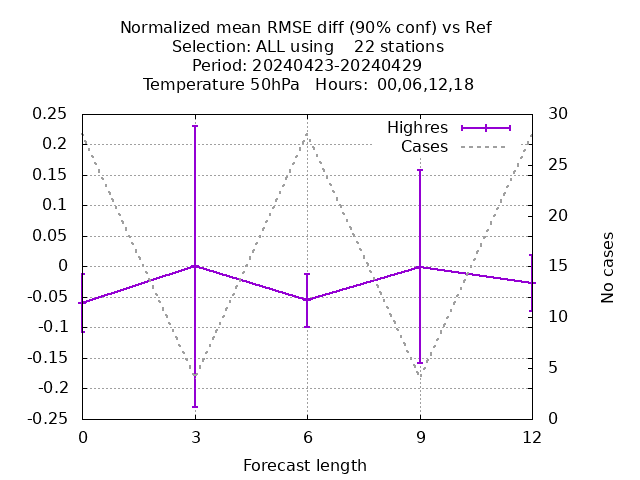 Normalized mean RMSE diff (90% conf) vs Ref
Selection: ALL using    22 stations
Period: 20240423-20240429
Temperature 50hPa   Hours:  00,06,12,18
Highres
Cases
0.25
0.2
0.15
0.1
0.05
0
-0.05
-0.1
-0.15
-0.2
-0.25
30
25
20
15
10
5
0
No cases
0 3 6 9 12
Forecast length